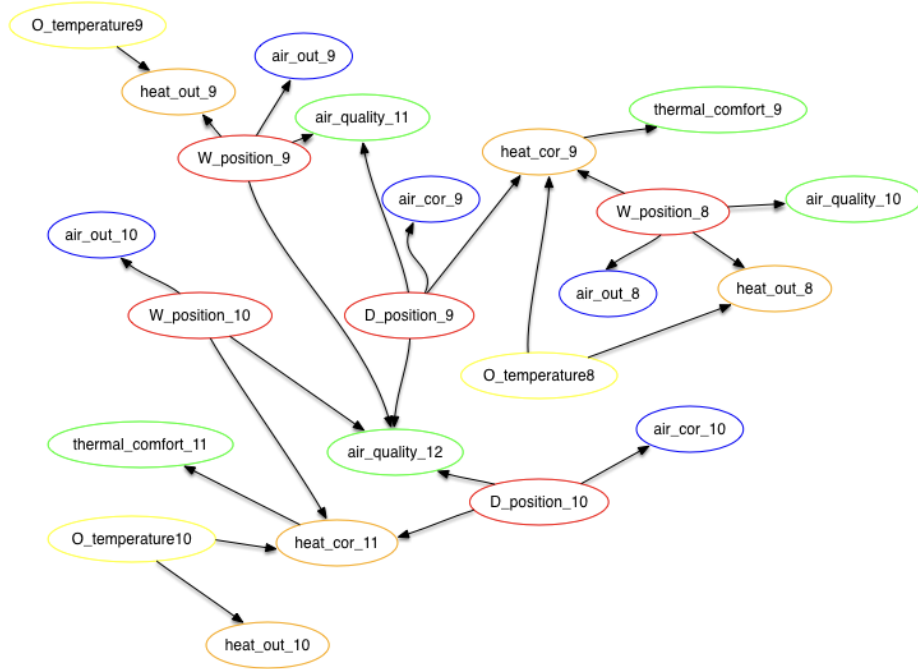 O_temperature9
air_out_9
heat_out_9
air_quality_11
thermal_comfort_9
W_position_9
heat_cor_9
air_cor_9
air_quality_10
W_position_8
air_out_10
air_out_8
heat_out_8
W_position_10
D_position_9
O_temperature8
air_cor_10
thermal_comfort_11
air_quality_12
D_position_10
O_temperature10
heat_cor_11
heat_out_10